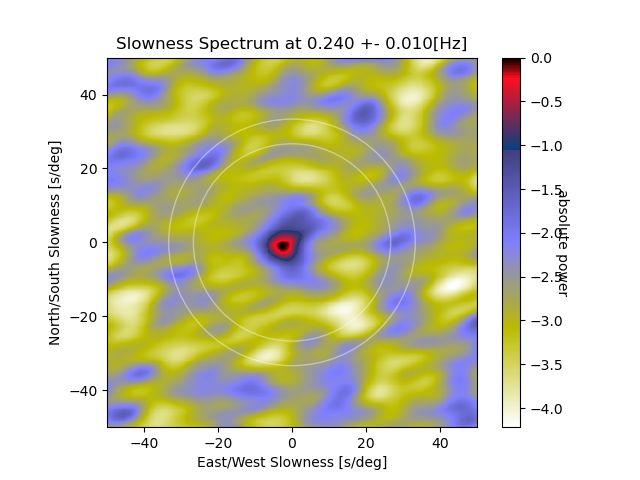 Slowness Spectrum at 0.240 +- 0.010[Hz]
North/South Slowness [s/deg]
40
20
0
−20
−40
−40 −20 0 20 40
East/West Slowness [s/deg]
0.0
−0.5
−1.0
−1.5
−2.0
−2.5
−3.0
−3.5
−4.0
absolute power